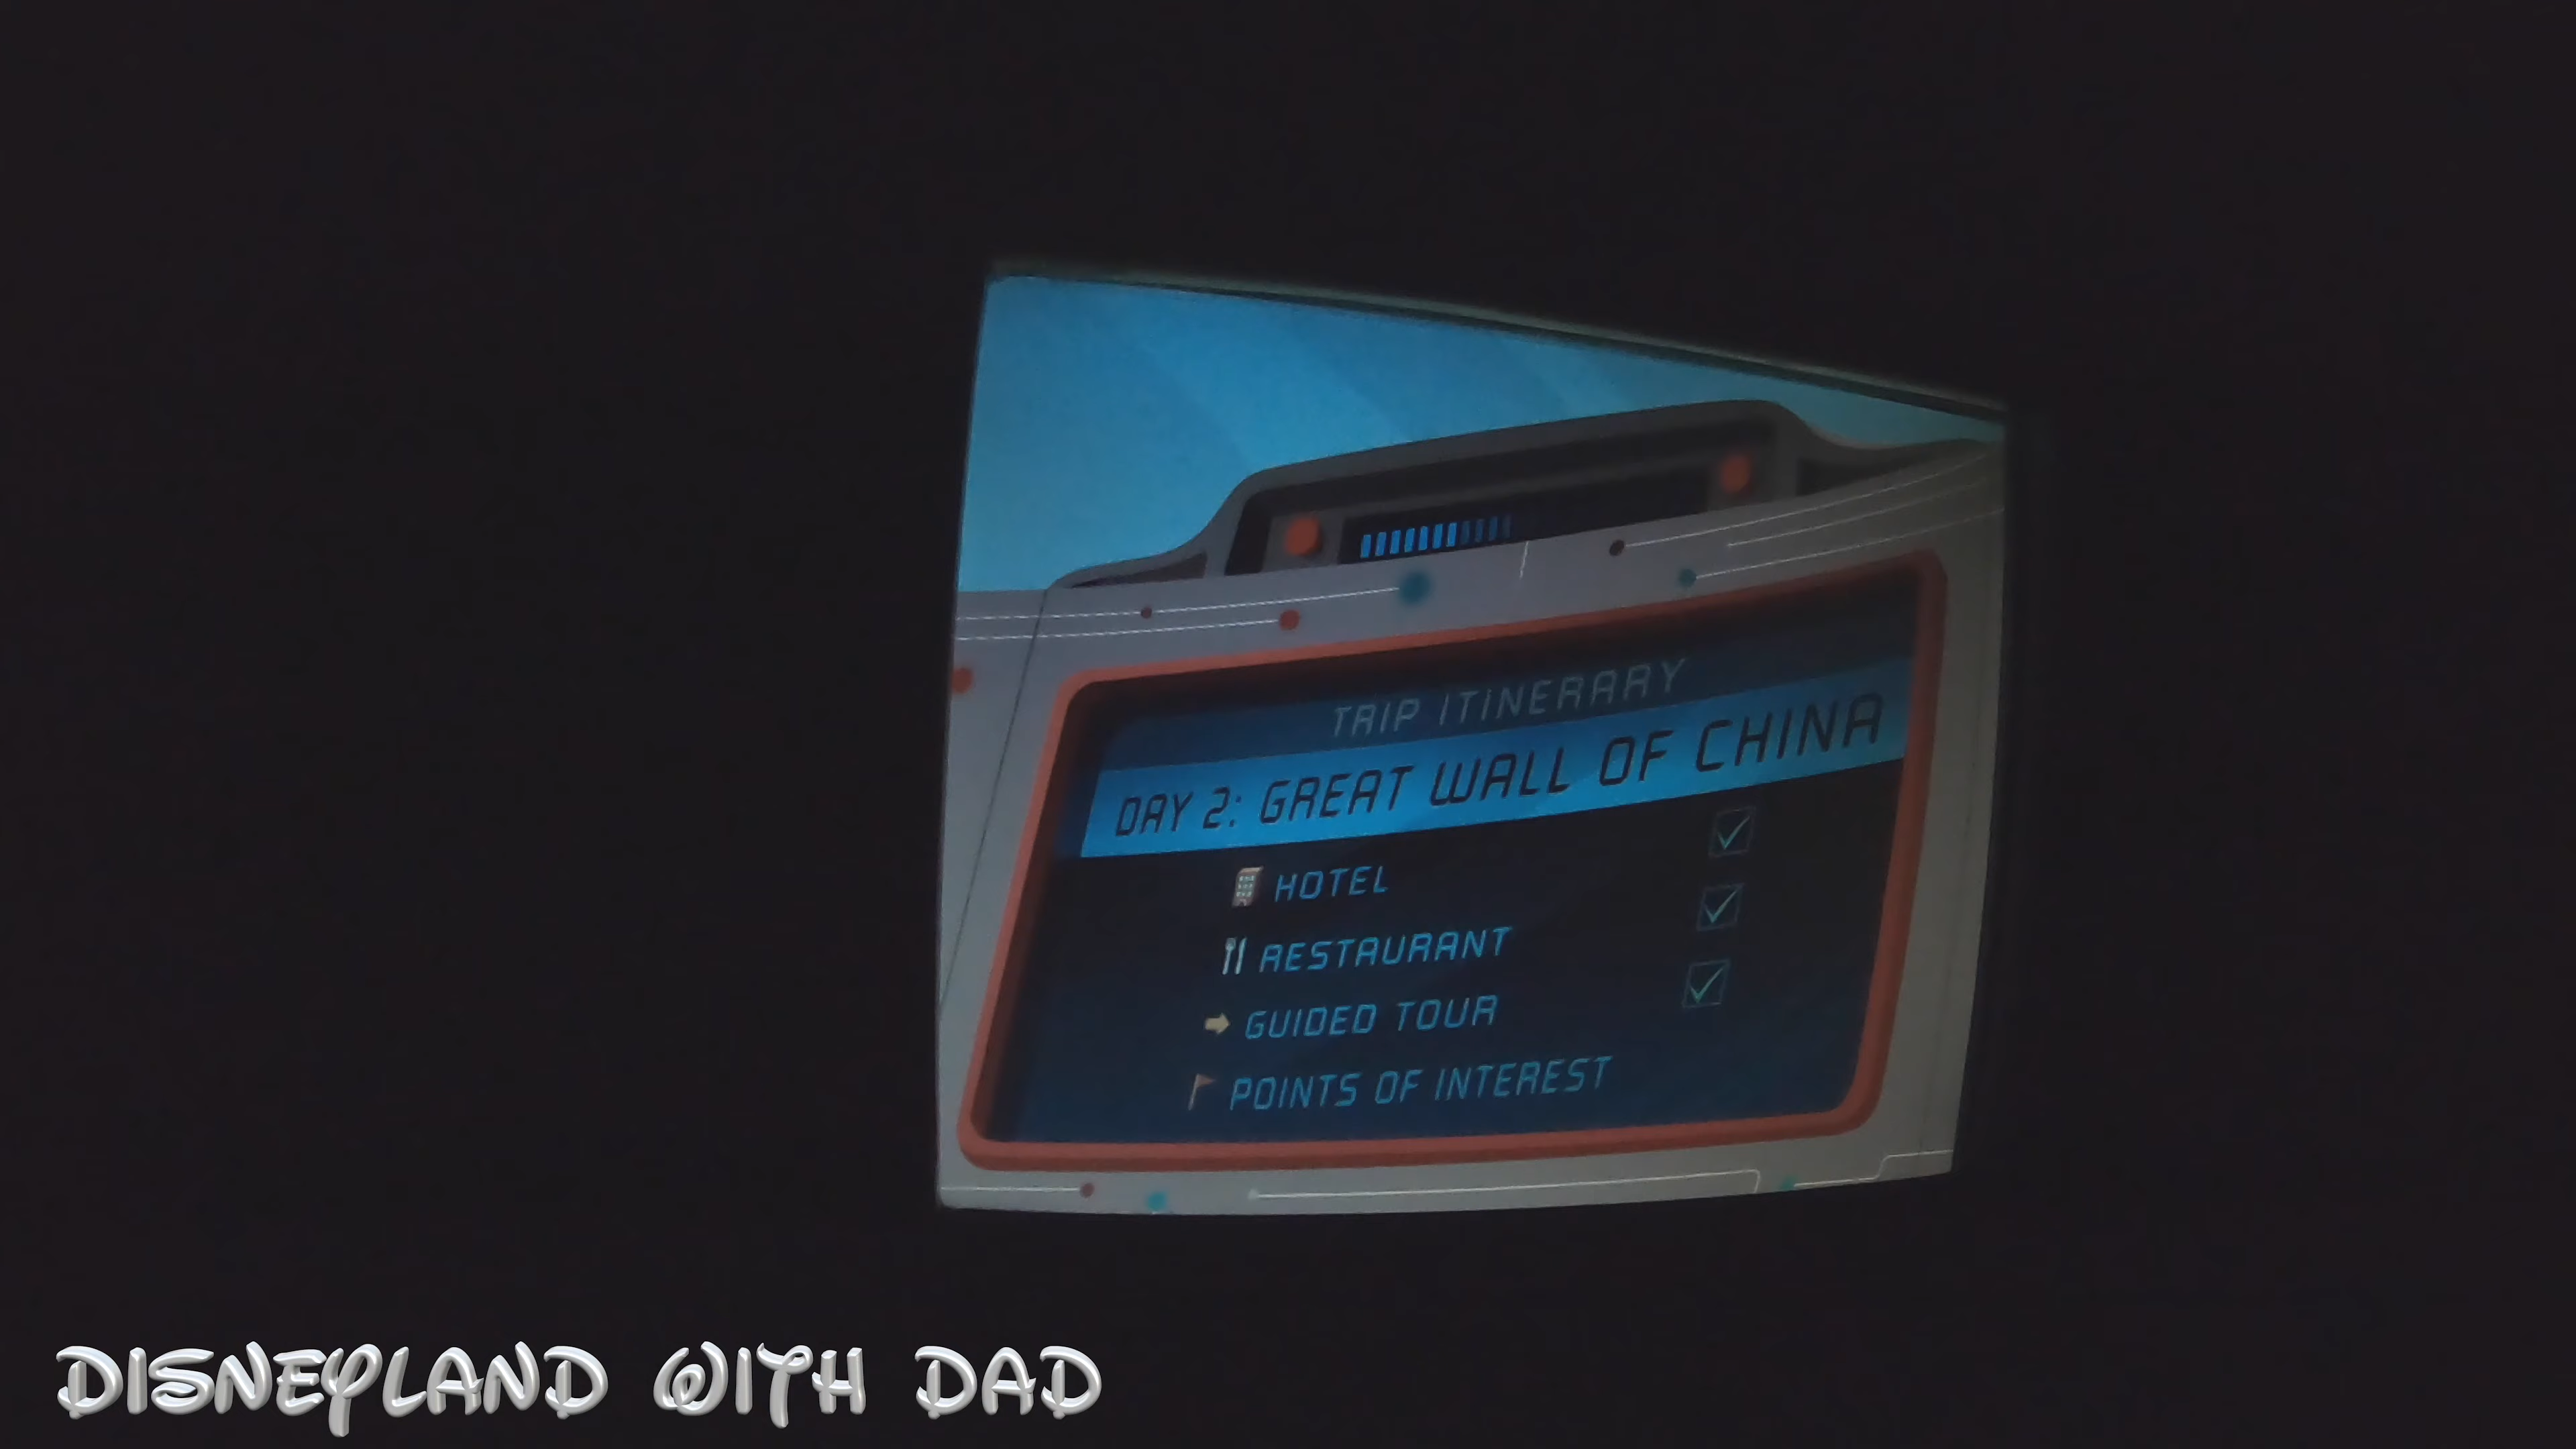 TRIP ITINERARY
DAY 2: GREAT WALL OF CHINA
HOTEL
RESTAURANT
GUIDED TOUR
POINTS OF INTEREST
DISNEYLAND WITH DAD